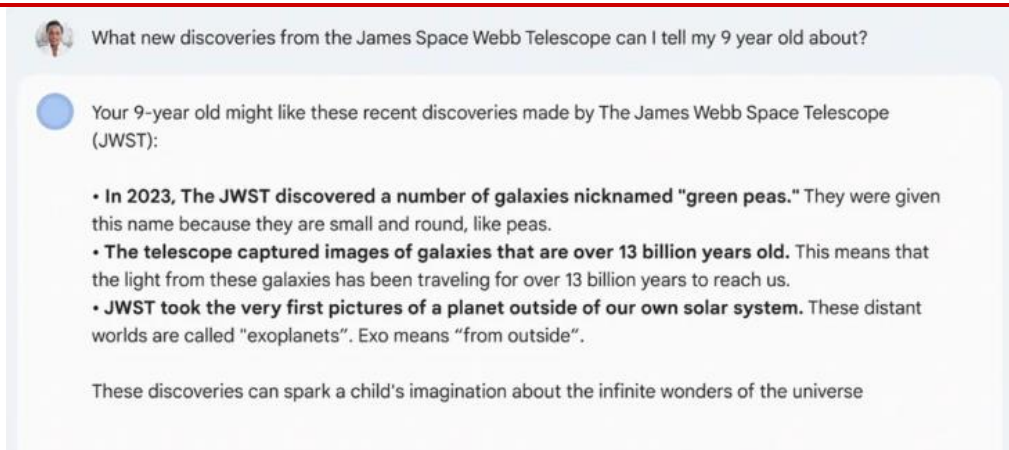 What new discoveries from the James Space Webb Telescope can I tell my 9 year old about?
Your 9-year old might like these recent discoveries made by The James Webb Space Telescope
(JWST):
• In 2023, The JWST discovered a number of galaxies nicknamed "green peas." They were given
this name because they are small and round, like peas.
• The telescope captured images of galaxies that are over 13 billion years old. This means that
the light from these galaxies has been traveling for over 13 billion years to reach us.
• JWST took the very first pictures of a planet outside of our own solar system. These distant
worlds are called "exoplanets". Exo means “from outside”.
These discoveries can spark a child's imagination about the infinite wonders of the universe